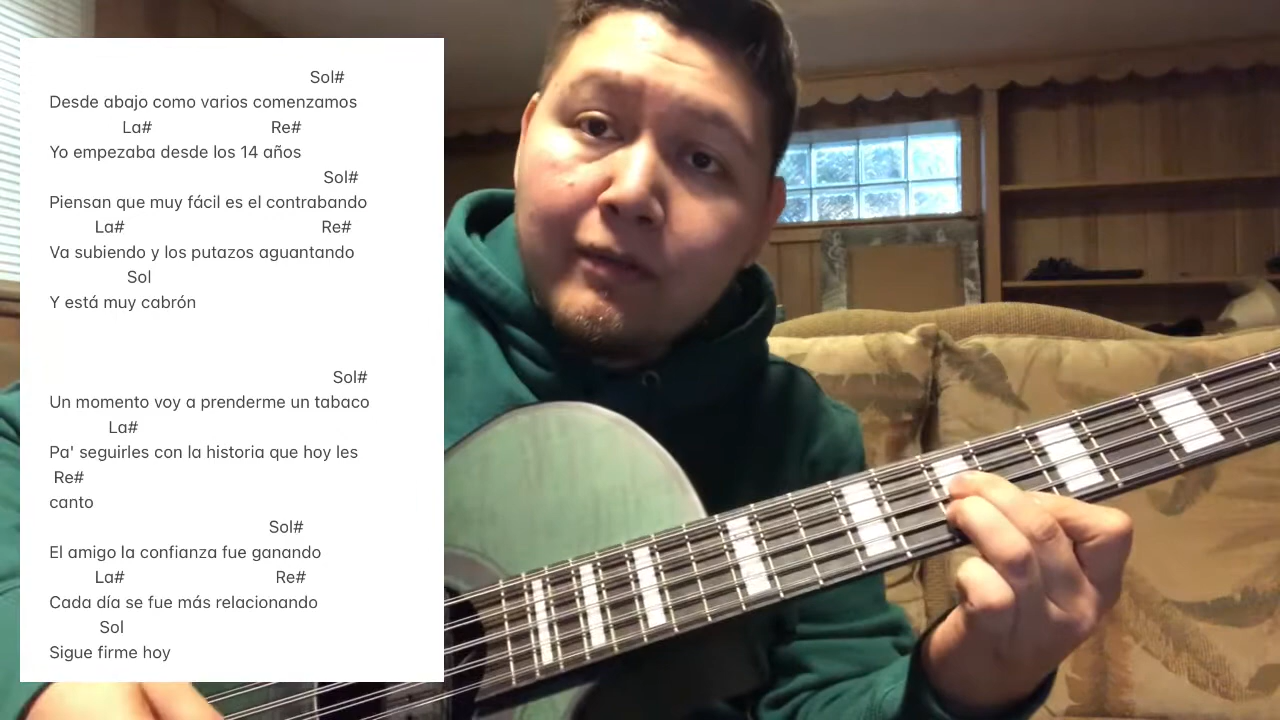 Sol#
Desde abajo como varios comenzamos
La# Re#
Yo empezaba desde los 14 años
Sol#
Piensan que muy fácil es el contrabando
La# Re#
Va subiendo y los putazos aguantando
Sol
Y está muy cabrón
Sol#
Un momento voy a prenderme un tabaco
La#
Pa' seguirles con la historia que hoy les
Re#
canto
Sol#
El amigo la confianza fue ganando
La# Re#
Cada día se fue más relacionando
Sol
Sigue firme hoy